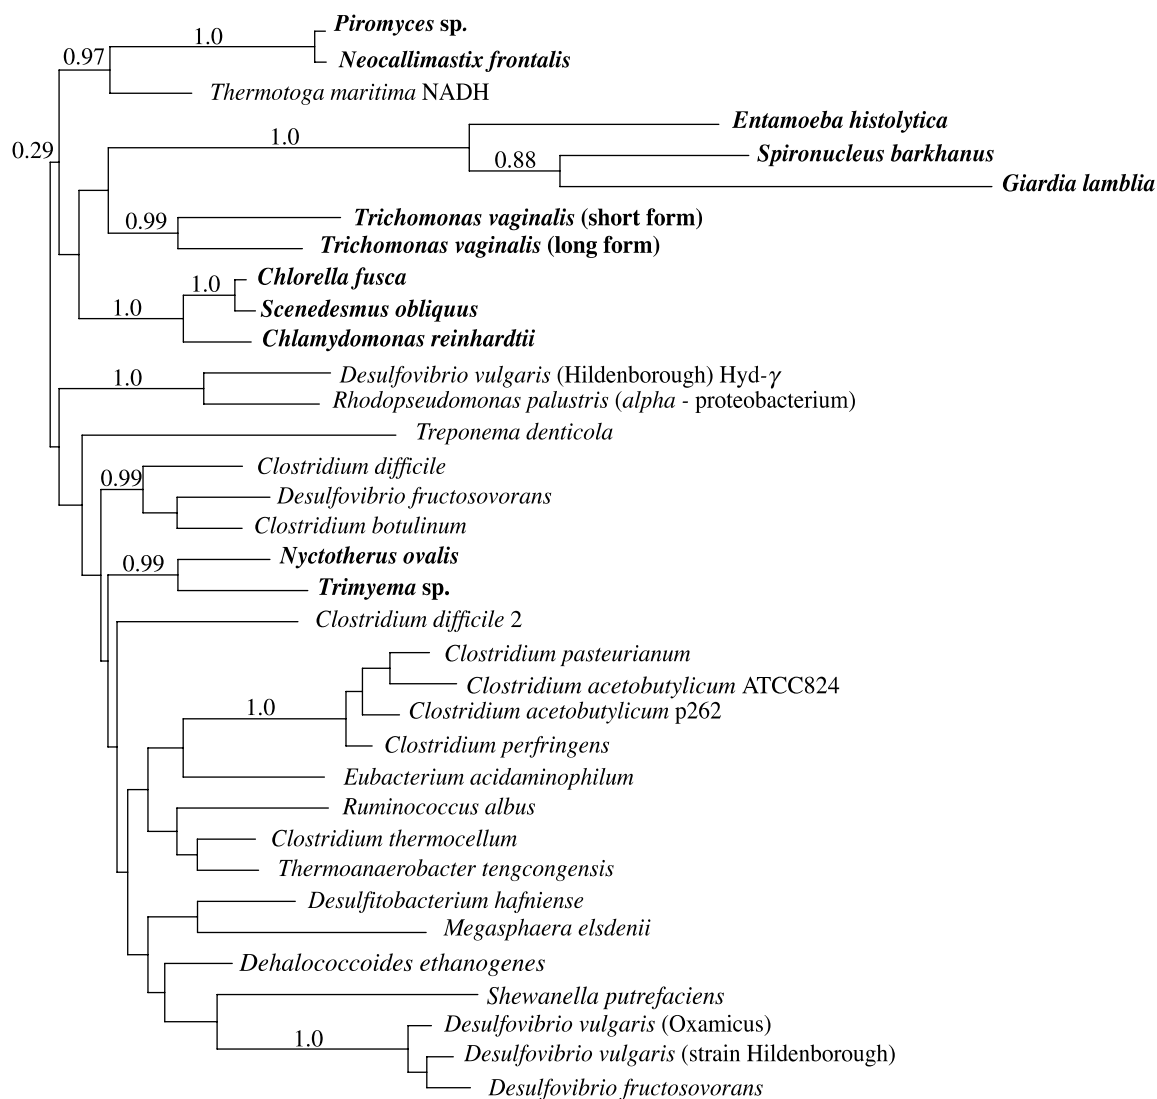 Piromyces sp.
1.0
0.97
Neocallimastix frontalis
Thermotoga maritima NADH
Entamoeba histolytica
1.0
0.29
0.88
Spironucleus barkhanus
Giardia lamblia
0.99
Trichomonas vaginalis (short form)
Trichomonas vaginalis (long form)
Chlorella fusca
1.0
1.0
Scenedesmus obliquus
Chlamydomonas reinhardtii
1.0
Desulfovibrio vulgaris (Hildenborough) Hyd-γ
Rhodopseudomonas palustris (alpha - proteobacterium)
Treponema denticola
Clostridium difficile
0.99
Desulfovibrio fructosovorans
Clostridium botulinum
Nyctotherus ovalis
0.99
Trimyema sp.
Clostridium difficile 2
Clostridium pasteurianum
Clostridium acetobutylicum ATCC824
1.0
Clostridium acetobutylicum p262
Clostridium perfringens
Eubacterium acidaminophilum
Ruminococcus albus
Clostridium thermocellum
Thermoanaerobacter tengcongensis
Desulfitobacterium hafniense
Megasphaera elsdenii
Dehalococcoides ethanogenes
Shewanella putrefaciens
Desulfovibrio vulgaris (Oxamicus)
1.0
Desulfovibrio vulgaris (strain Hildenborough)
Desulfovibrio fructosovorans